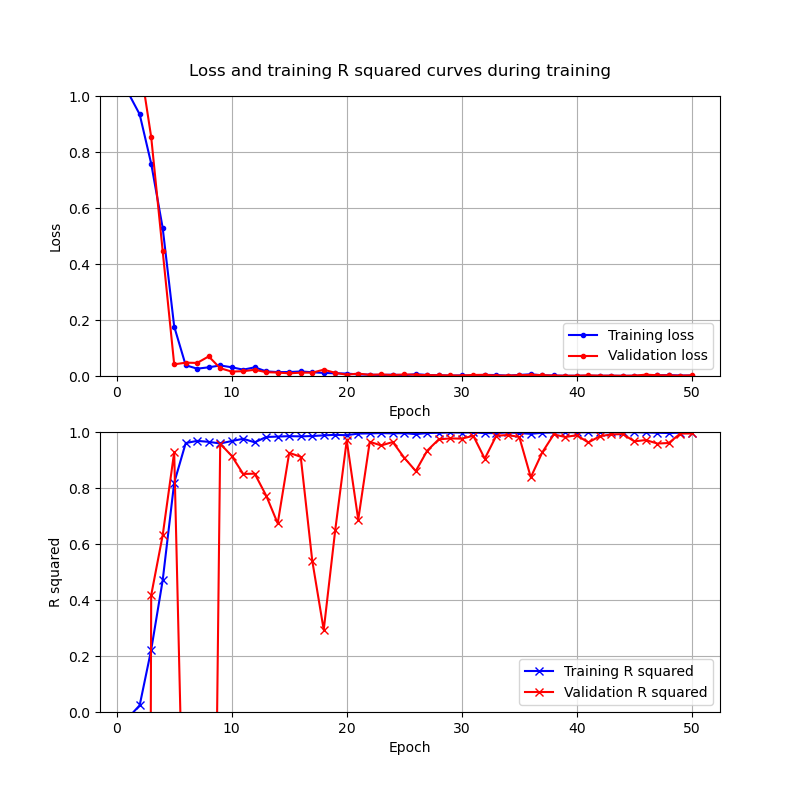 Loss and training R squared curves during training
1.0
0.8
0.6
0.4
0.2
0.0
Loss
Training loss
Validation loss
0 10 20 30 40 50
Epoch
1.0
0.8
0.6
0.4
0.2
0.0
R squared
Training R squared
Validation R squared
0 10 20 30 40 50
Epoch